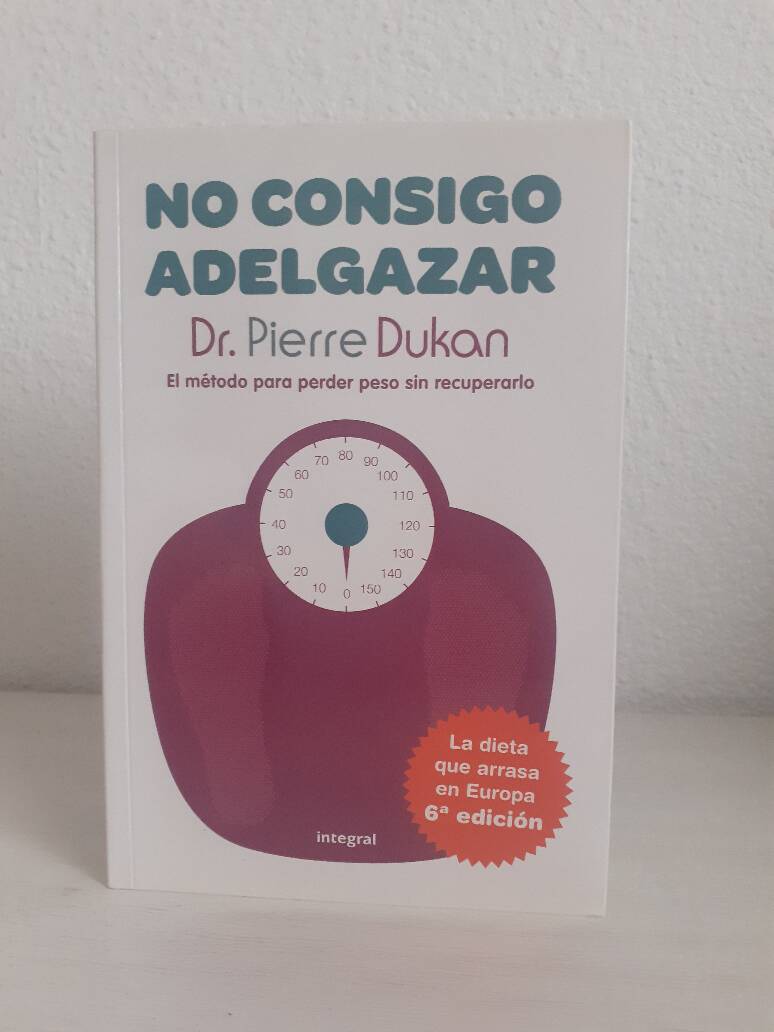 NO CONSIGO
ADELGAZAR
Dr. Pierre Dukan
El método para perder peso sin recuperarlo
80
70
90
60
100
50
110
40
120
30
130
20
140
10
0
150
La dieta
que arrasa
en Europa
6ª edición
integral